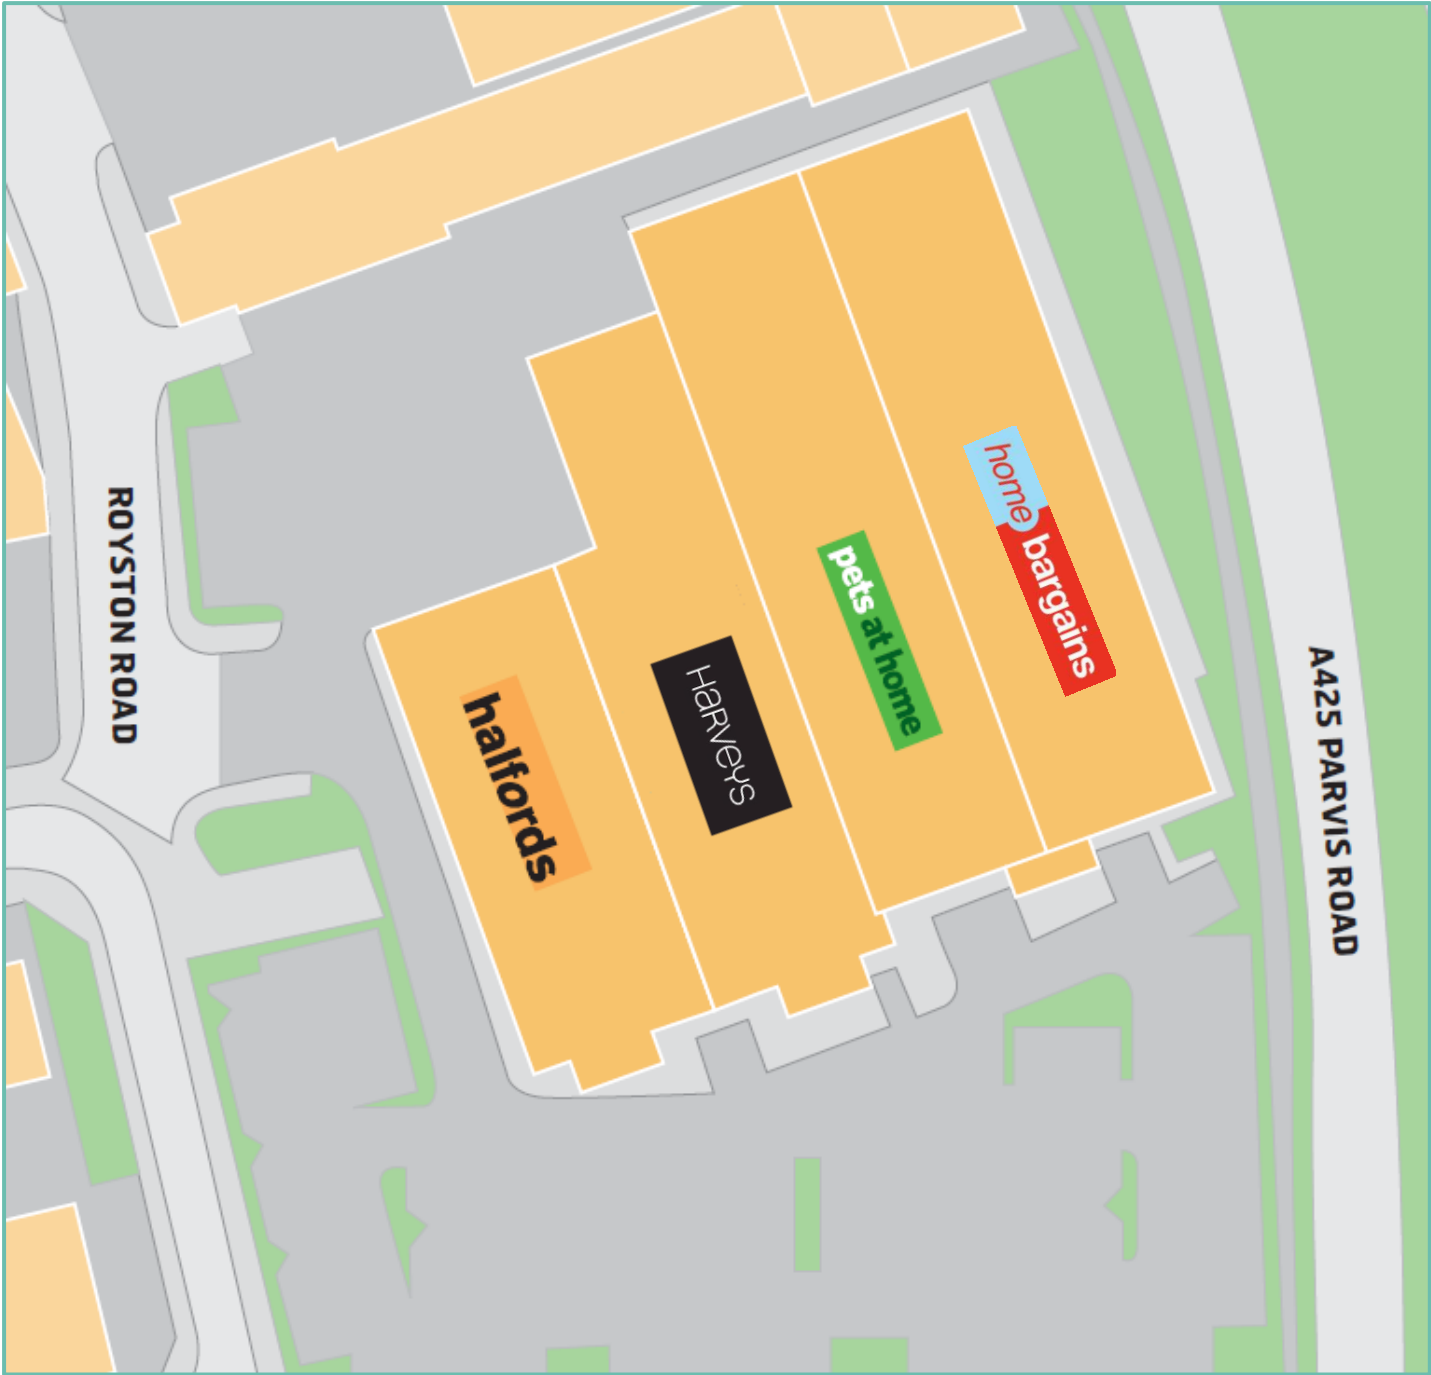 ROYSTON ROAD
halfords
HARVEYS
pets at home
home
bargains
A425 PARVIS ROAD